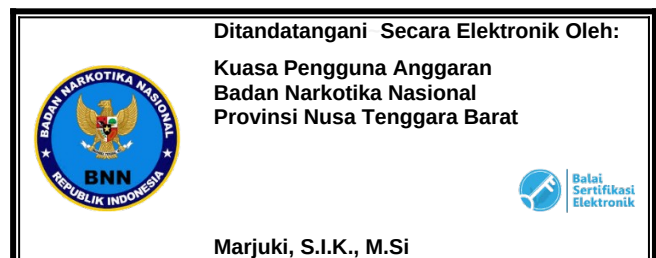 Ditandatangani Secara Elektronik Oleh:
Kuasa Pengguna Anggaran
Badan Narkotika Nasional
Provinsi Nusa Tenggara Barat
BADAN NARKOTIKA NASIONAL
BNN
REPUBLIK INDONESIA
Balai
Sertifikasi
Elektronik
Marjuki, S.I.K., M.Si